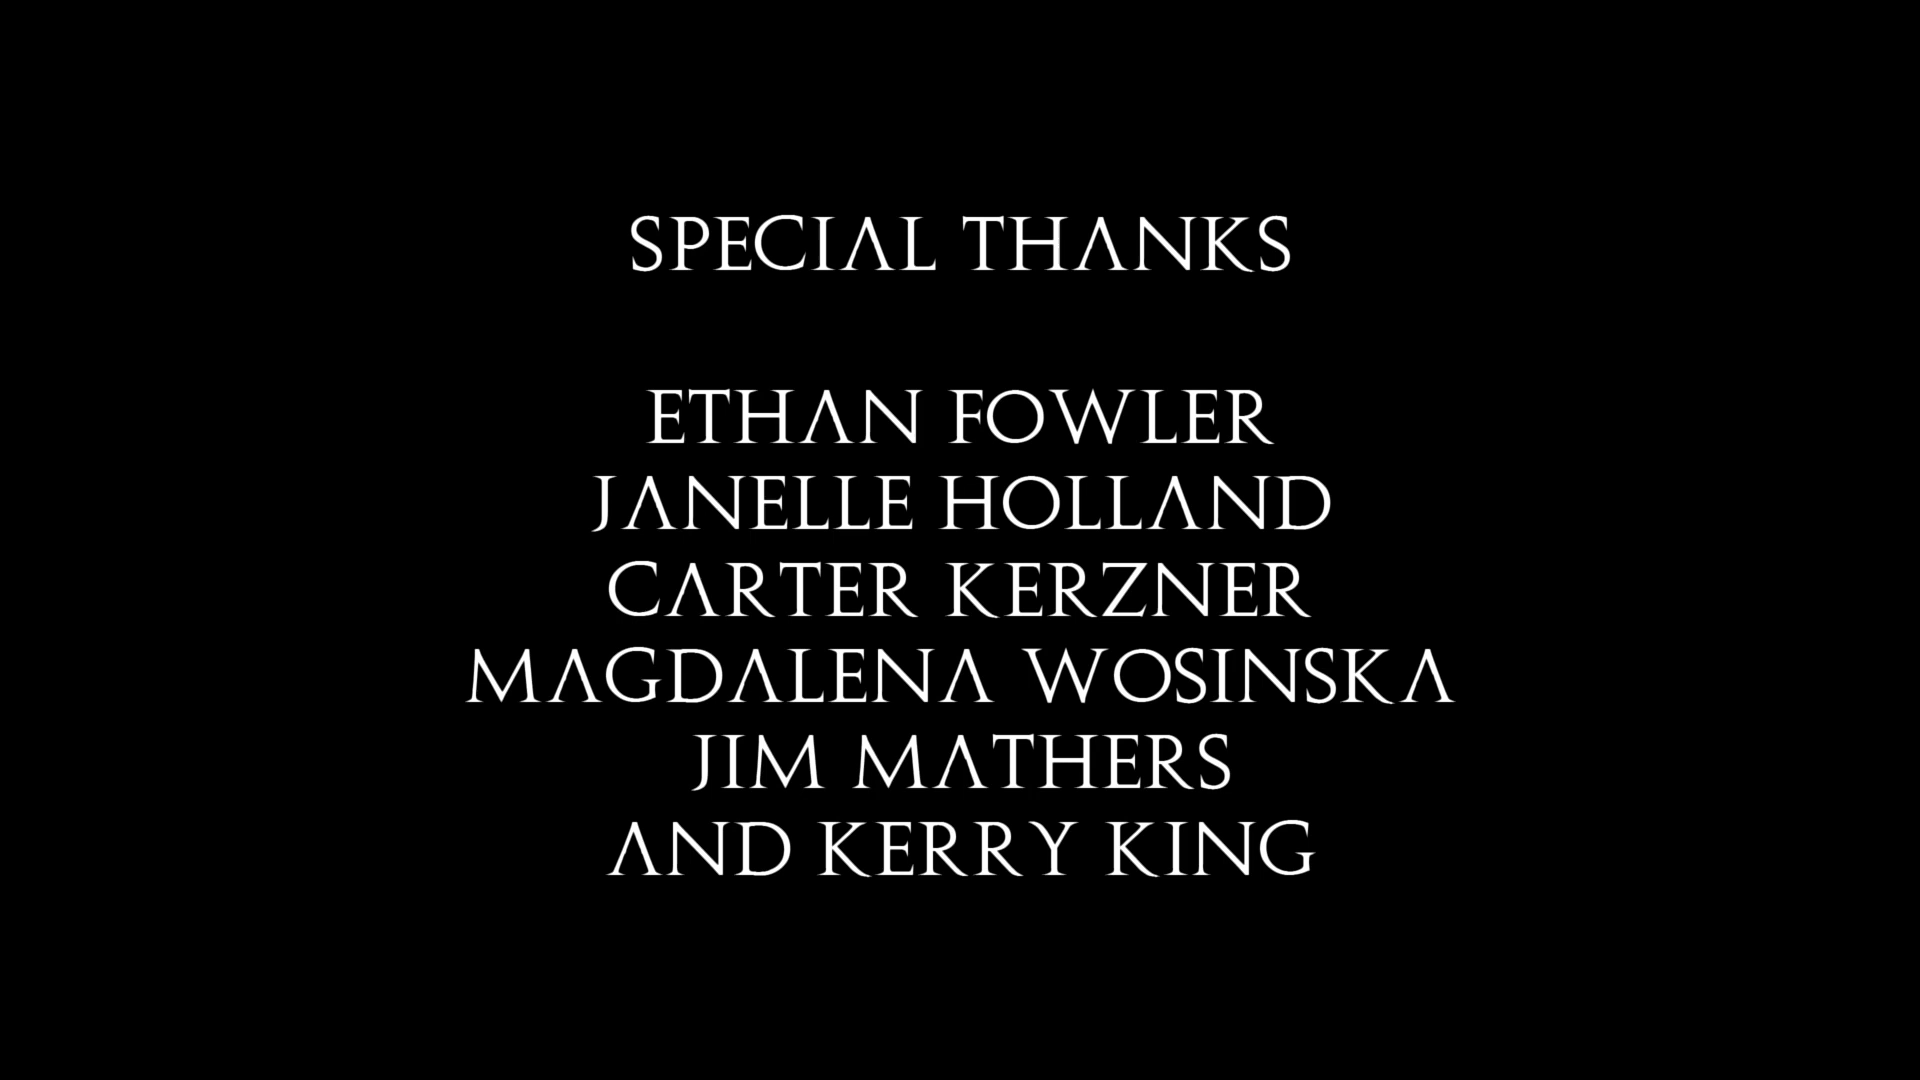 SPECIAL THANKS
ETHAN FOWLER
JANELLE HOLLAND
CARTER KERZNER
MAGDALENA WOSINSKA
JIM MATHERS
AND KERRY KING